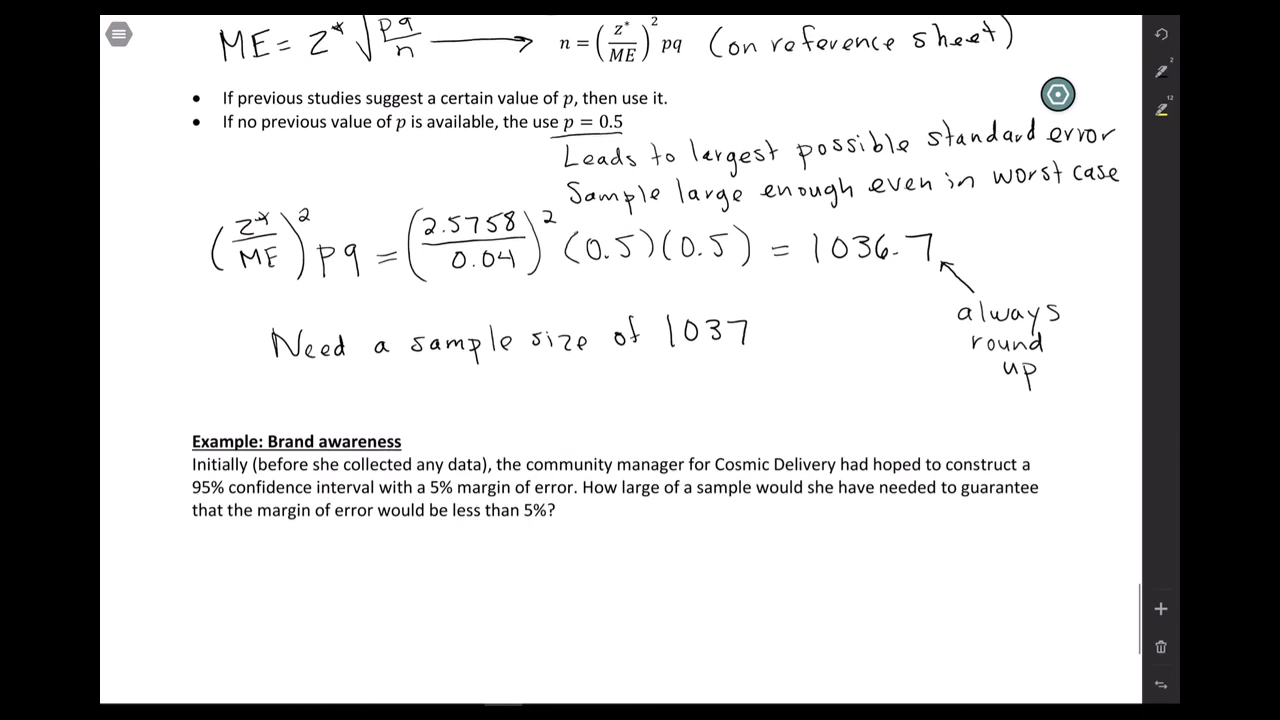 ME = z* √(pq/n) ⟶ n = (z*/ME)² pq (on reference sheet)
• If previous studies suggest a certain value of p, then use it.
• If no previous value of p is available, the use p = 0.5
Leads to largest possible standard error
Sample large enough even in worst case
(z*/ME)² pq = (2.5758/0.04)² (0.5)(0.5) = 1036.7
always
round
up
Need a sample size of 1037
Example: Brand awareness
Initially (before she collected any data), the community manager for Cosmic Delivery had hoped to construct a
95% confidence interval with a 5% margin of error. How large of a sample would she have needed to guarantee
that the margin of error would be less than 5%?
2
12